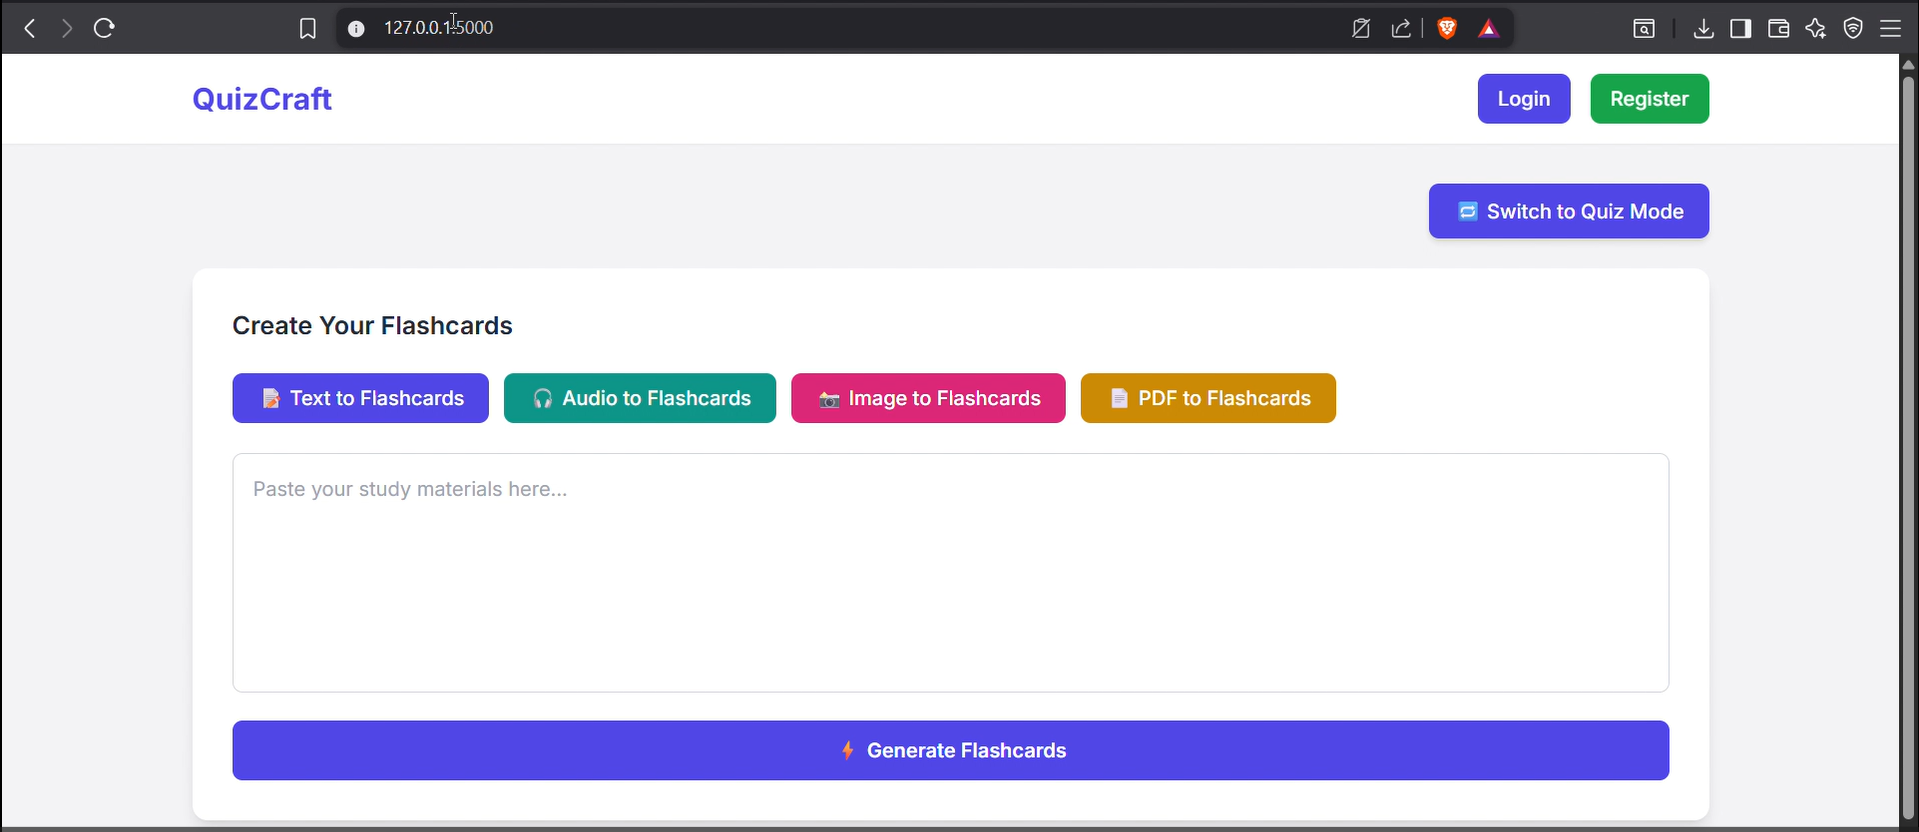 127.0.0.1:5000
QuizCraft
Login
Register
Switch to Quiz Mode
Create Your Flashcards
Text to Flashcards
Audio to Flashcards
Image to Flashcards
PDF to Flashcards
Paste your study materials here...
Generate Flashcards